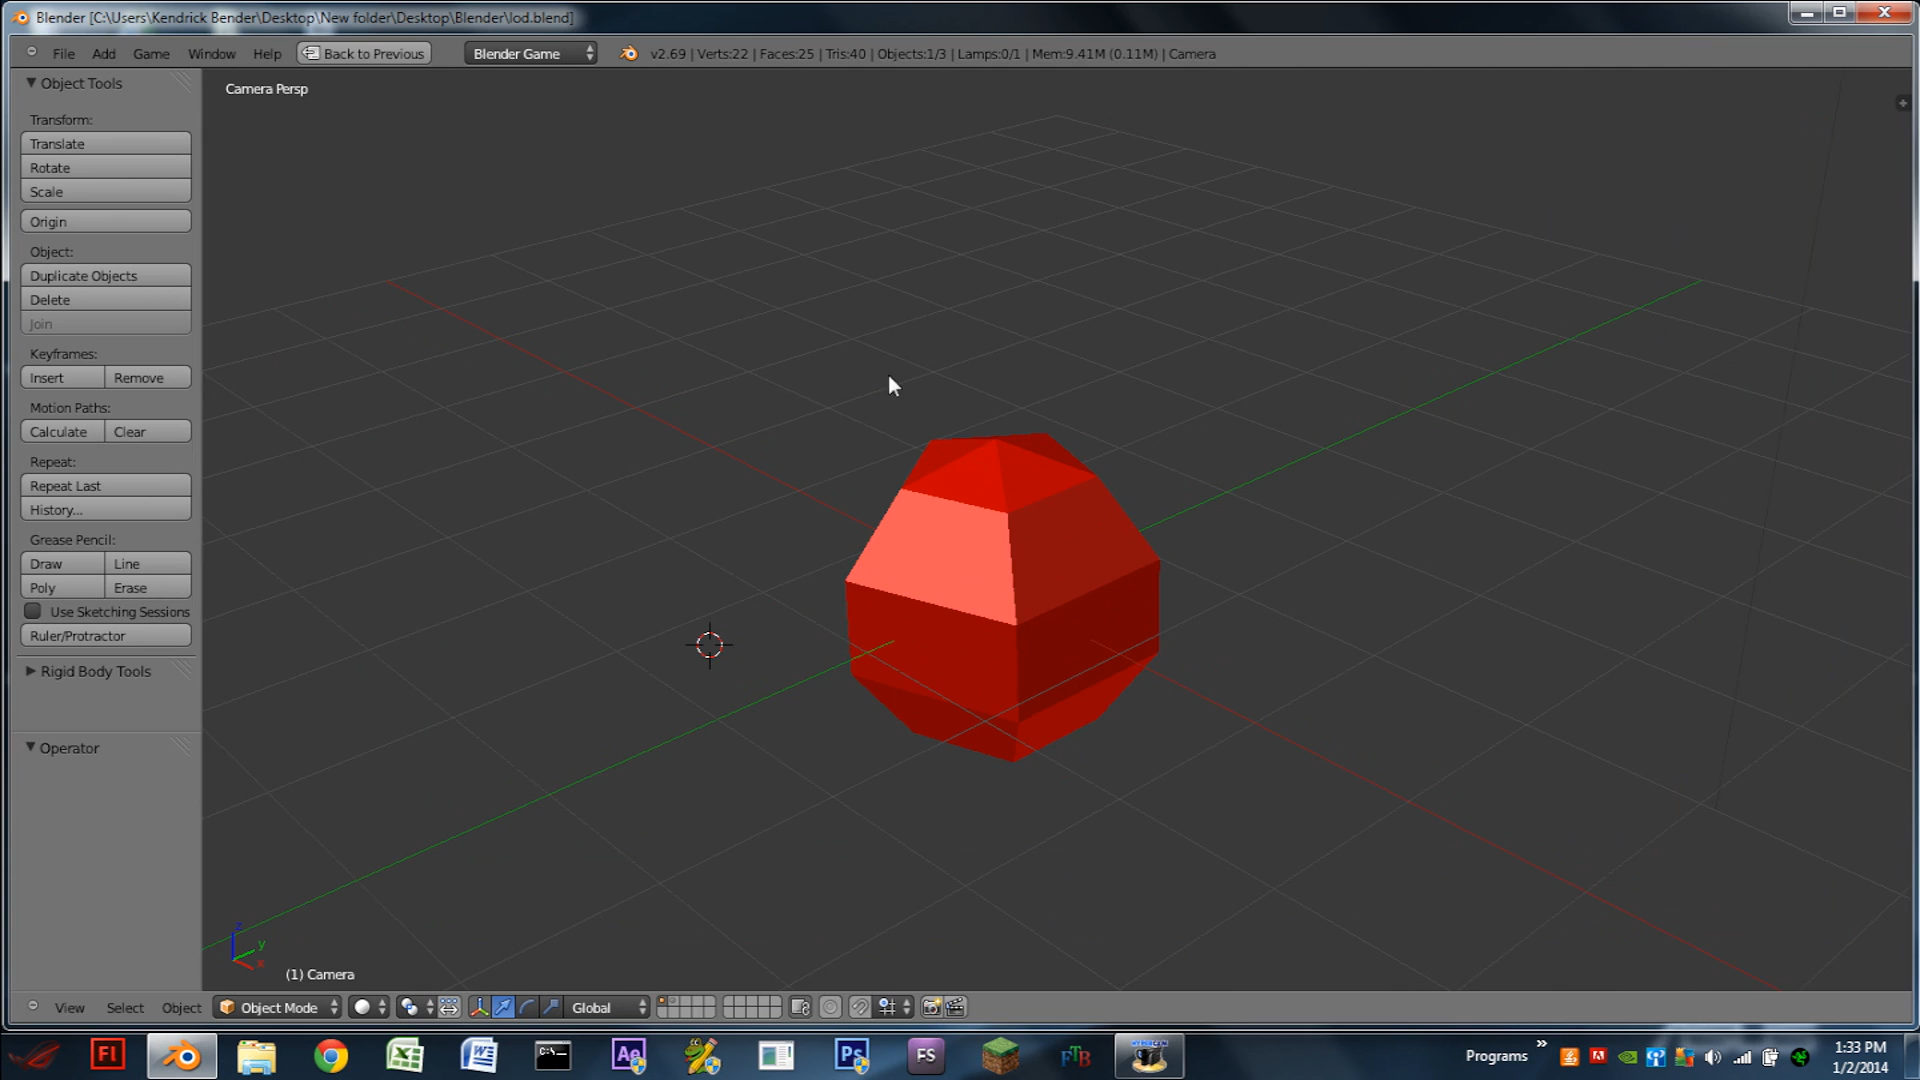 Blender [C:\Users\Kendrick Bender\Desktop\New folder\Desktop\Blender\lod.blend]
File Add Game Window Help Back to Previous Blender Game v2.69 | Verts:22 | Faces:25 | Tris:40 | Objects:1/3 | Lamps:0/1 | Mem:9.41M (0.11M) | Camera
Object Tools
Camera Persp
Transform:
Translate
Rotate
Scale
Origin
Object:
Duplicate Objects
Delete
Join
Keyframes:
Insert Remove
Motion Paths:
Calculate Clear
Repeat:
Repeat Last
History...
Grease Pencil:
Draw Line
Poly Erase
Use Sketching Sessions
Ruler/Protractor
Rigid Body Tools
Operator
z
y
x
(1) Camera
View Select Object Object Mode Global
Fl Ae Ps FS FTB
C:\_
Programs »
1:33 PM
1/2/2014